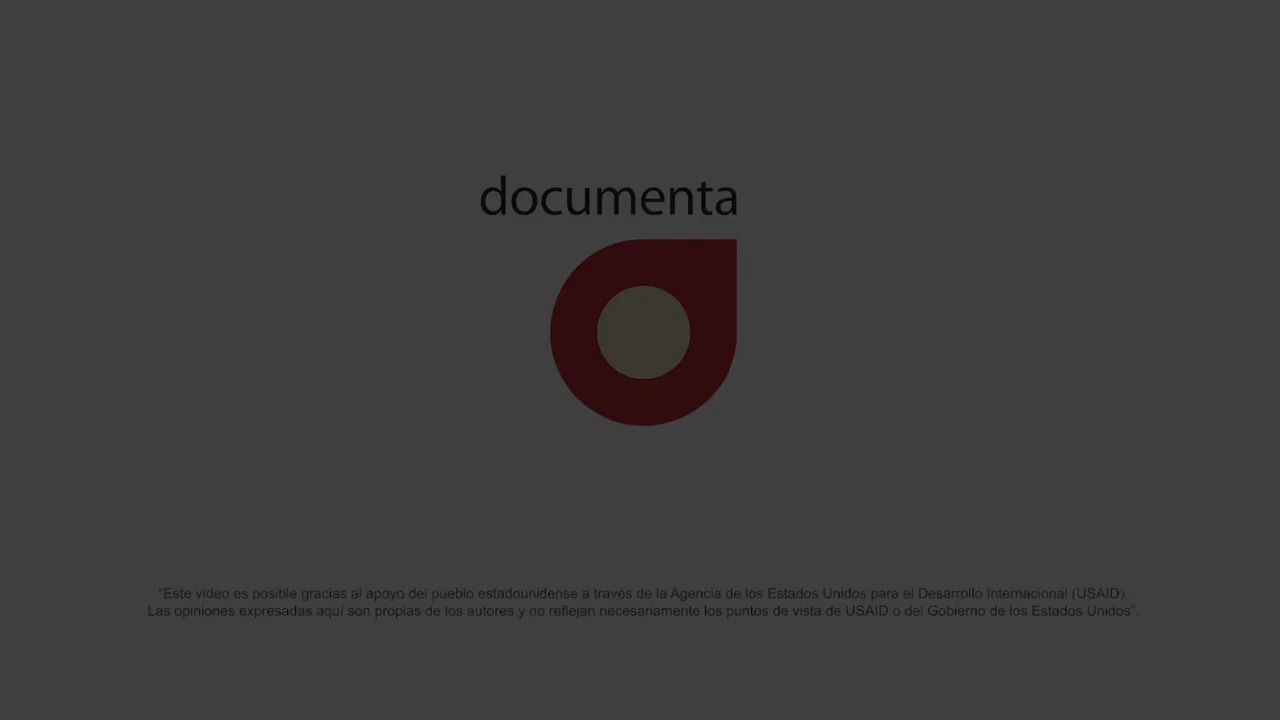 documenta
"Este video es posible gracias al apoyo del pueblo estadounidense a través de la Agencia de los Estados Unidos para el Desarrollo Internacional (USAID)
Las opiniones expresadas aquí son propias de los autores y no reflejan necesariamente los puntos de vista de USAID o del Gobierno de los Estados Unidos".